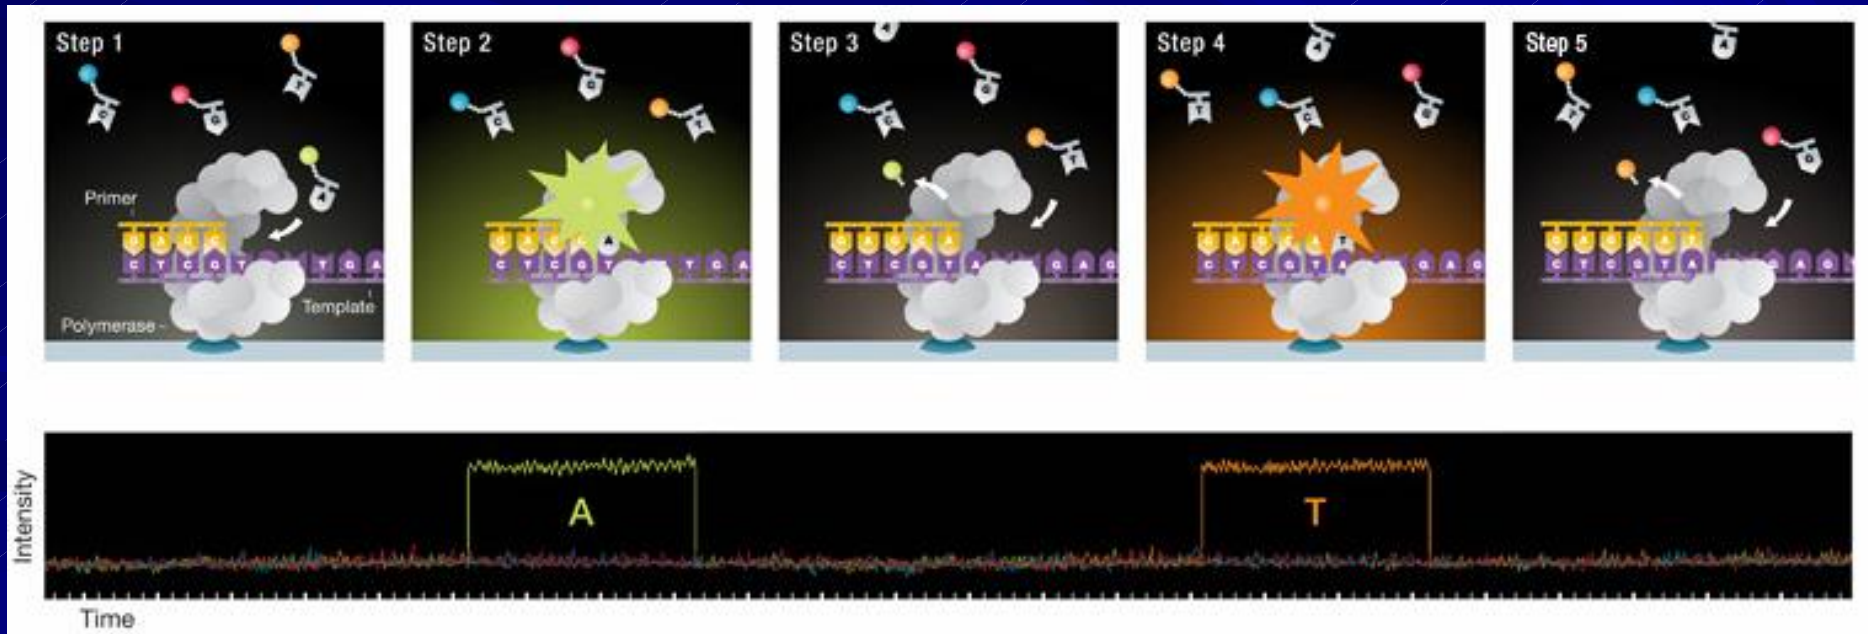 Step 1
Step 2
Step 3
Step 4
Step 5
C
G
T
A
C
G
T
A
C
G
T
A
T
C
G
A
T
C
G
Primer
G A G C
C T C G T T G A
Template
Polymerase
G A G C A
C T C G T T G A
G A G C A
C T C G T A G A G
T
C T C G T A G A G
G A G C A T
C T C G T A G A G
Intensity
A
T
Time